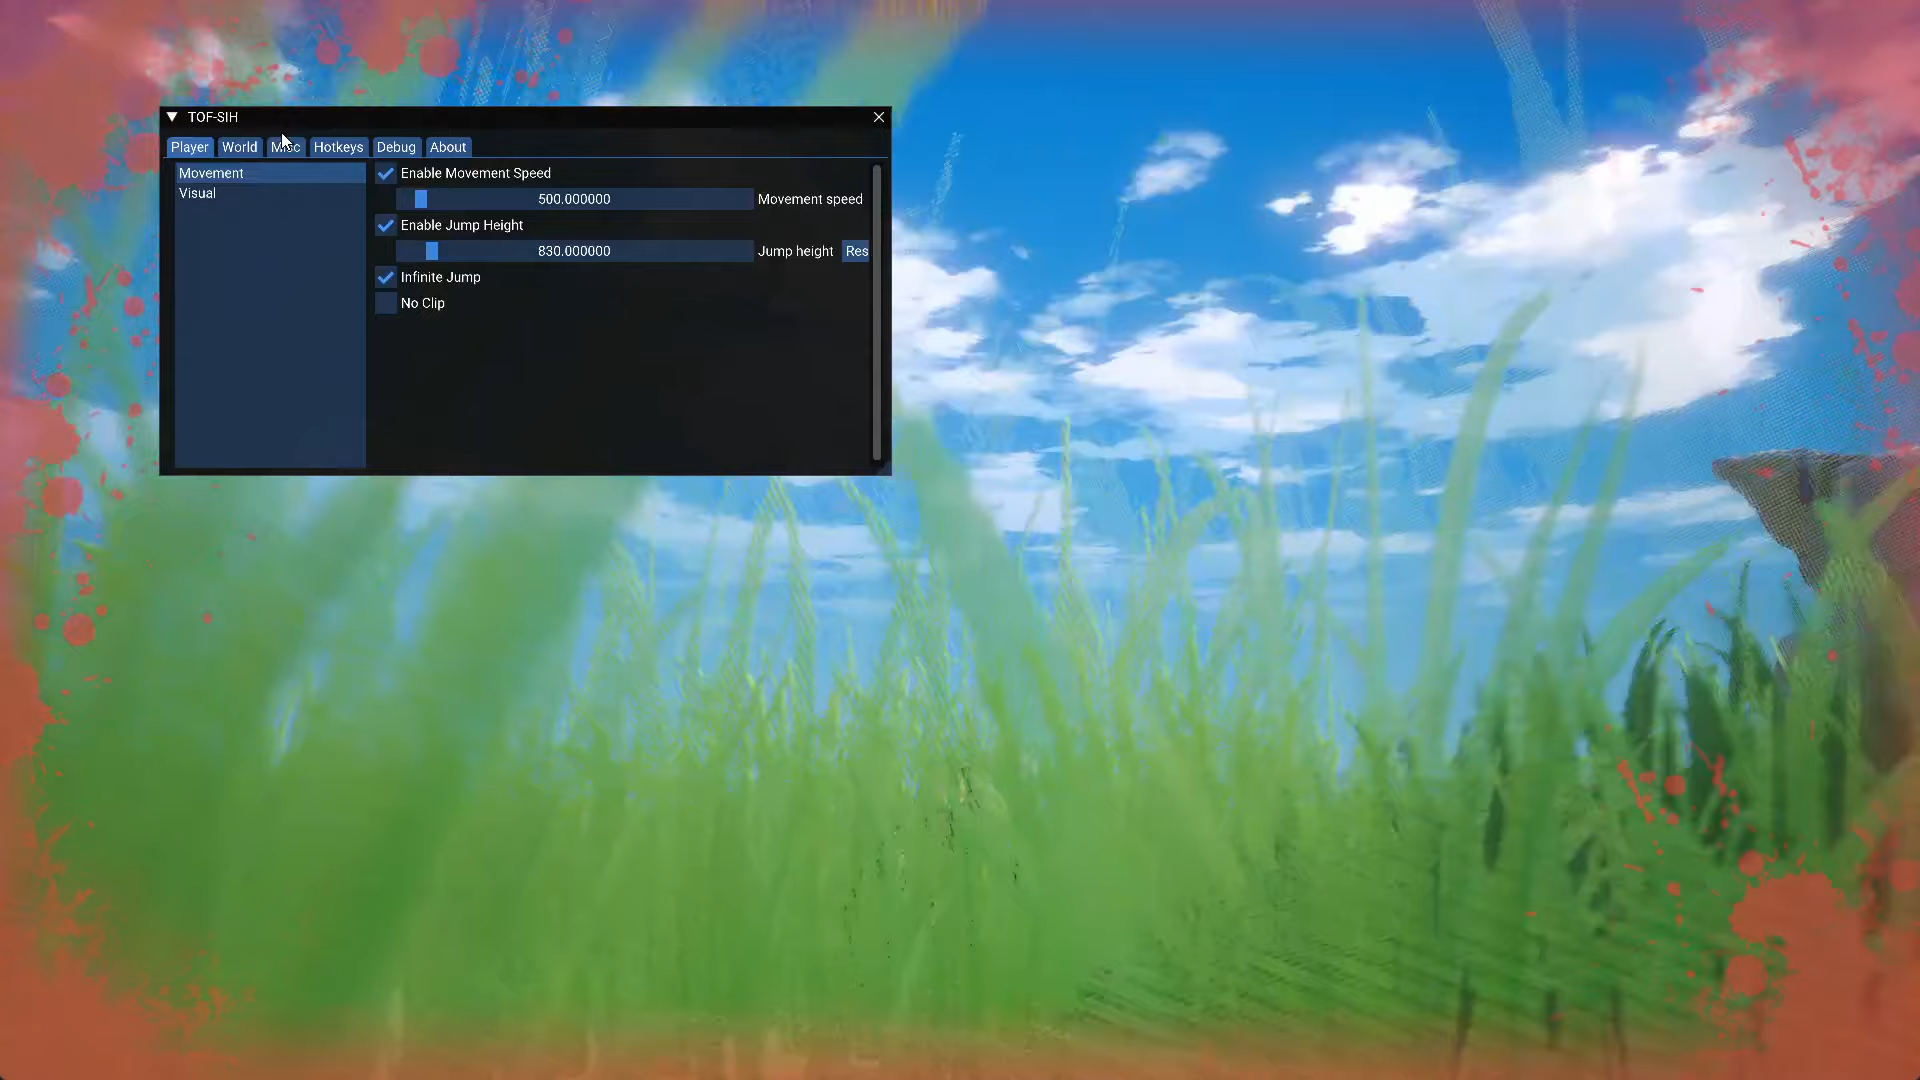 TOF-SIH
Player World Misc Hotkeys Debug About
Movement
Visual
Enable Movement Speed
500.000000 Movement speed
Enable Jump Height
830.000000 Jump height Res
Infinite Jump
No Clip